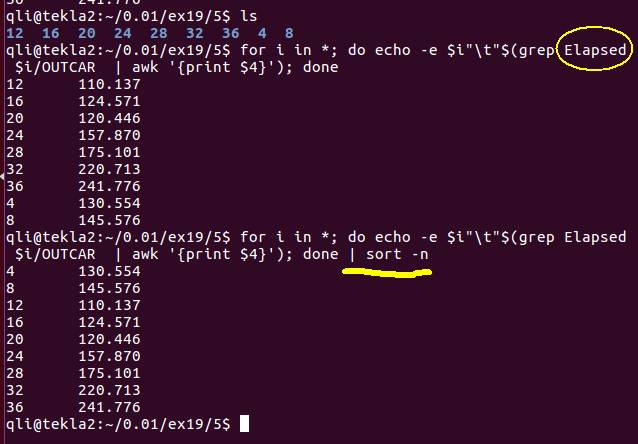 qli@tekla2:~/0.01/ex19/5$ ls
12  16  20  24  28  32  36  4  8
qli@tekla2:~/0.01/ex19/5$ for i in *; do echo -e $i"\t"$(grep Elapsed
 $i/OUTCAR  | awk '{print $4}'); done
12      110.137
16      124.571
20      120.446
24      157.870
28      175.101
32      220.713
36      241.776
4       130.554
8       145.576
qli@tekla2:~/0.01/ex19/5$ for i in *; do echo -e $i"\t"$(grep Elapsed
 $i/OUTCAR  | awk '{print $4}'); done | sort -n
4       130.554
8       145.576
12      110.137
16      124.571
20      120.446
24      157.870
28      175.101
32      220.713
36      241.776
qli@tekla2:~/0.01/ex19/5$